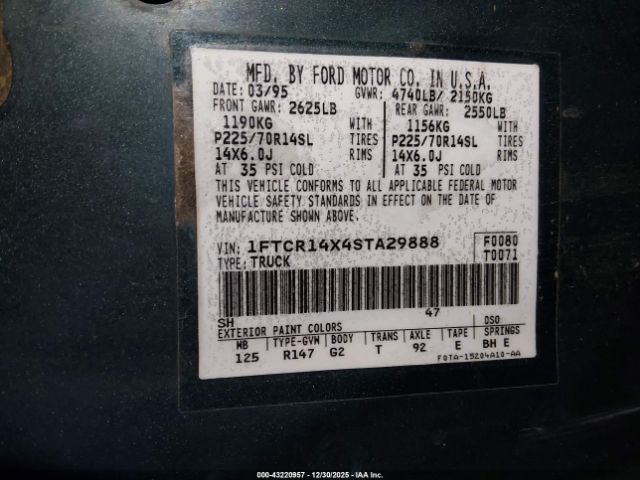 MFD. BY FORD MOTOR CO. IN U.S.A.
DATE: 03/95 GVWR: 4740LB/ 2150KG
FRONT GAWR: 2625LB REAR GAWR: 2550LB
1190KG WITH 1156KG WITH
P225/70R14SL TIRES P225/70R14SL TIRES
14X6.0J RIMS 14X6.0J RIMS
AT 35 PSI COLD AT 35 PSI COLD
THIS VEHICLE CONFORMS TO ALL APPLICABLE FEDERAL MOTOR
VEHICLE SAFETY STANDARDS IN EFFECT ON THE DATE OF
MANUFACTURE SHOWN ABOVE.
VIN: 1FTCR14X4STA29888 F0080
TYPE: TRUCK T0071
SH 47
EXTERIOR PAINT COLORS DSO
WB TYPE-GVW BODY TRANS AXLE TAPE SPRINGS
125 R147 G2 T 92 E BH E
F0TA-15204A10-AA
000-43220957 - 12/30/2025 - IAA, Inc.